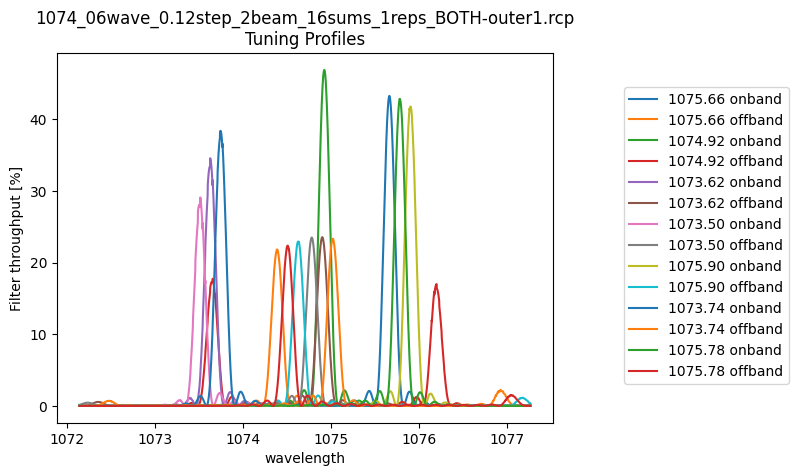 1074_06wave_0.12step_2beam_16sums_1reps_BOTH-outer1.rcp
Tuning Profiles
Filter throughput [%]
40
30
20
10
0
1072 1073 1074 1075 1076 1077
wavelength
1075.66 onband
1075.66 offband
1074.92 onband
1074.92 offband
1073.62 onband
1073.62 offband
1073.50 onband
1073.50 offband
1075.90 onband
1075.90 offband
1073.74 onband
1073.74 offband
1075.78 onband
1075.78 offband